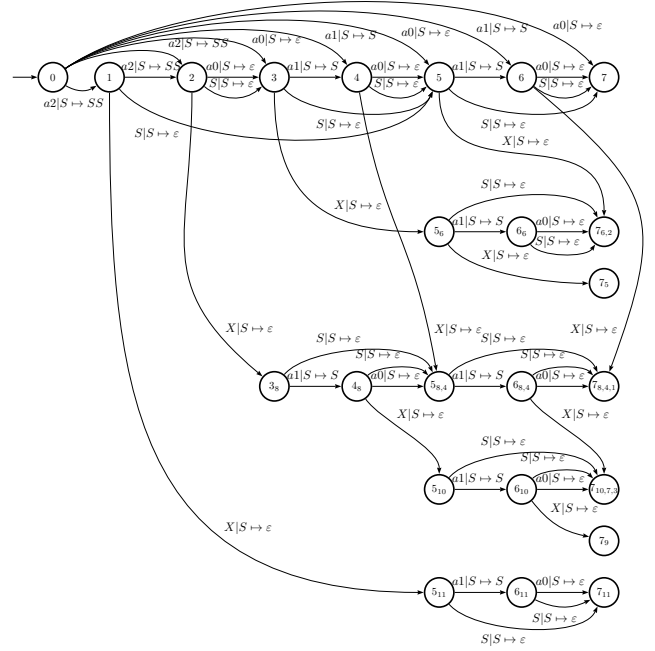 a0|S ↦ ε
a1|S ↦ S
a0|S ↦ ε
a1|S ↦ S
a0|S ↦ ε
a2|S ↦ SS
0 1 2 3 4 5 6 7
a2|S ↦ SS a0|S ↦ ε a1|S ↦ S a0|S ↦ ε a1|S ↦ S a0|S ↦ ε
S|S ↦ ε S|S ↦ ε S|S ↦ ε
a2|S ↦ SS
S|S ↦ ε S|S ↦ ε S|S ↦ ε
X|S ↦ ε
S|S ↦ ε
X|S ↦ ε
a1|S ↦ S a0|S ↦ ε
5₆ 6₆ 7₆,₂
S|S ↦ ε
X|S ↦ ε
7₅
X|S ↦ ε X|S ↦ ε X|S ↦ ε
S|S ↦ ε S|S ↦ ε
S|S ↦ ε S|S ↦ ε
a1|S ↦ S a0|S ↦ ε a1|S ↦ S a0|S ↦ ε
3₈ 4₈ 5₈,₄ 6₈,₄ 7₈,₄,₁
X|S ↦ ε X|S ↦ ε
S|S ↦ ε
S|S ↦ ε
a1|S ↦ S a0|S ↦ ε
5₁₀ 6₁₀ 7₁₀,₇,₃
X|S ↦ ε
X|S ↦ ε
7₉
a1|S ↦ S a0|S ↦ ε
5₁₁ 6₁₁ 7₁₁
S|S ↦ ε
S|S ↦ ε